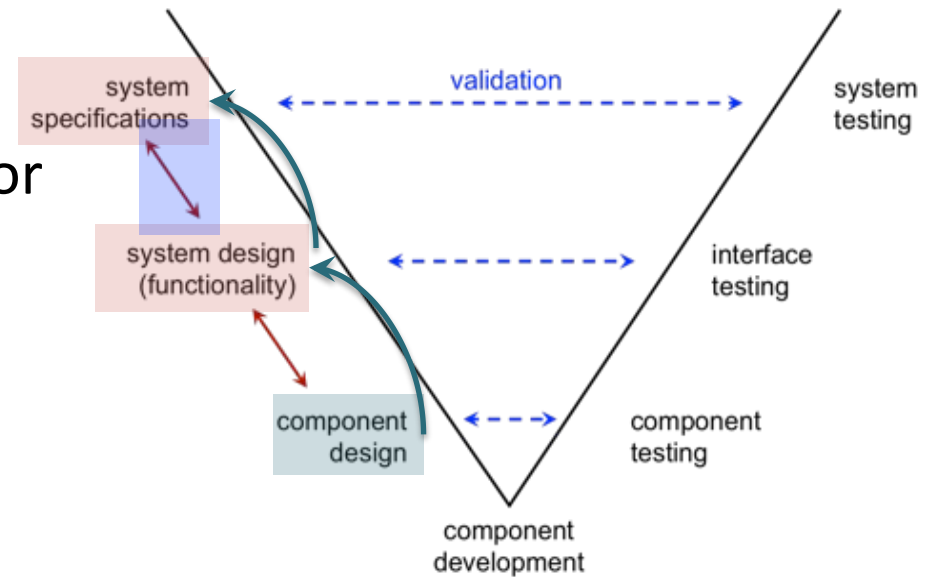 validation
system
specifications
system
testing
or
system design
(functionality)
interface
testing
component
design
component
testing
component
development